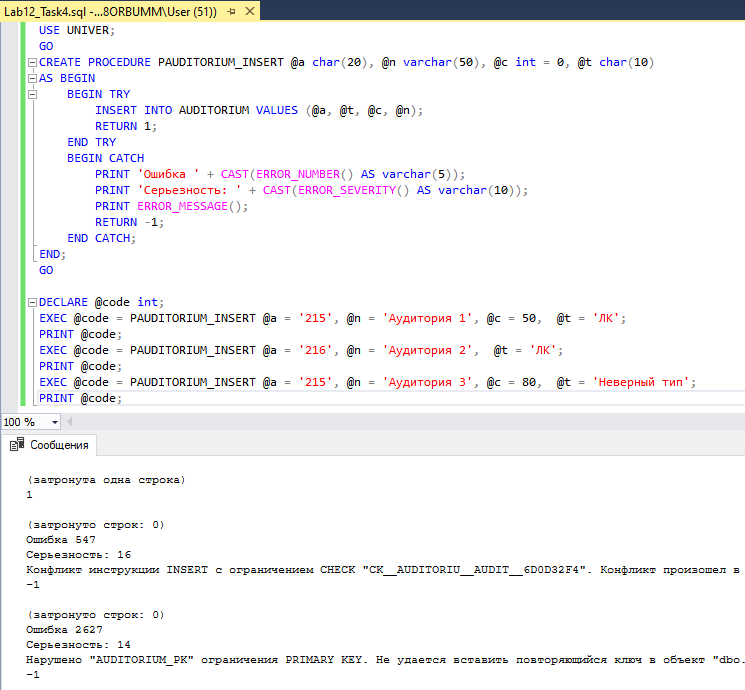 Lab12_Task4.sql -...8ORBUMM\User (51))
USE UNIVER;
GO
CREATE PROCEDURE PAUDITORIUM_INSERT @a char(20), @n varchar(50), @c int = 0, @t char(10)
AS BEGIN
BEGIN TRY
INSERT INTO AUDITORIUM VALUES (@a, @t, @c, @n);
RETURN 1;
END TRY
BEGIN CATCH
PRINT 'Ошибка ' + CAST(ERROR_NUMBER() AS varchar(5));
PRINT 'Серьезность: ' + CAST(ERROR_SEVERITY() AS varchar(10));
PRINT ERROR_MESSAGE();
RETURN -1;
END CATCH;
END;
GO
DECLARE @code int;
EXEC @code = PAUDITORIUM_INSERT @a = '215', @n = 'Аудитория 1', @c = 50,  @t = 'ЛК';
PRINT @code;
EXEC @code = PAUDITORIUM_INSERT @a = '216', @n = 'Аудитория 2',  @t = 'ЛК';
PRINT @code;
EXEC @code = PAUDITORIUM_INSERT @a = '215', @n = 'Аудитория 3', @c = 80,  @t = 'Неверный тип';
PRINT @code;
100 %
Сообщения
(затронута одна строка)
1
(затронуто строк: 0)
Ошибка 547
Серьезность: 16
Конфликт инструкции INSERT с ограничением CHECK "CK__AUDITORIU__AUDIT__6D0D32F4". Конфликт произошел в
-1
(затронуто строк: 0)
Ошибка 2627
Серьезность: 14
Нарушено "AUDITORIUM_PK" ограничения PRIMARY KEY. Не удается вставить повторяющийся ключ в объект "dbo.
-1